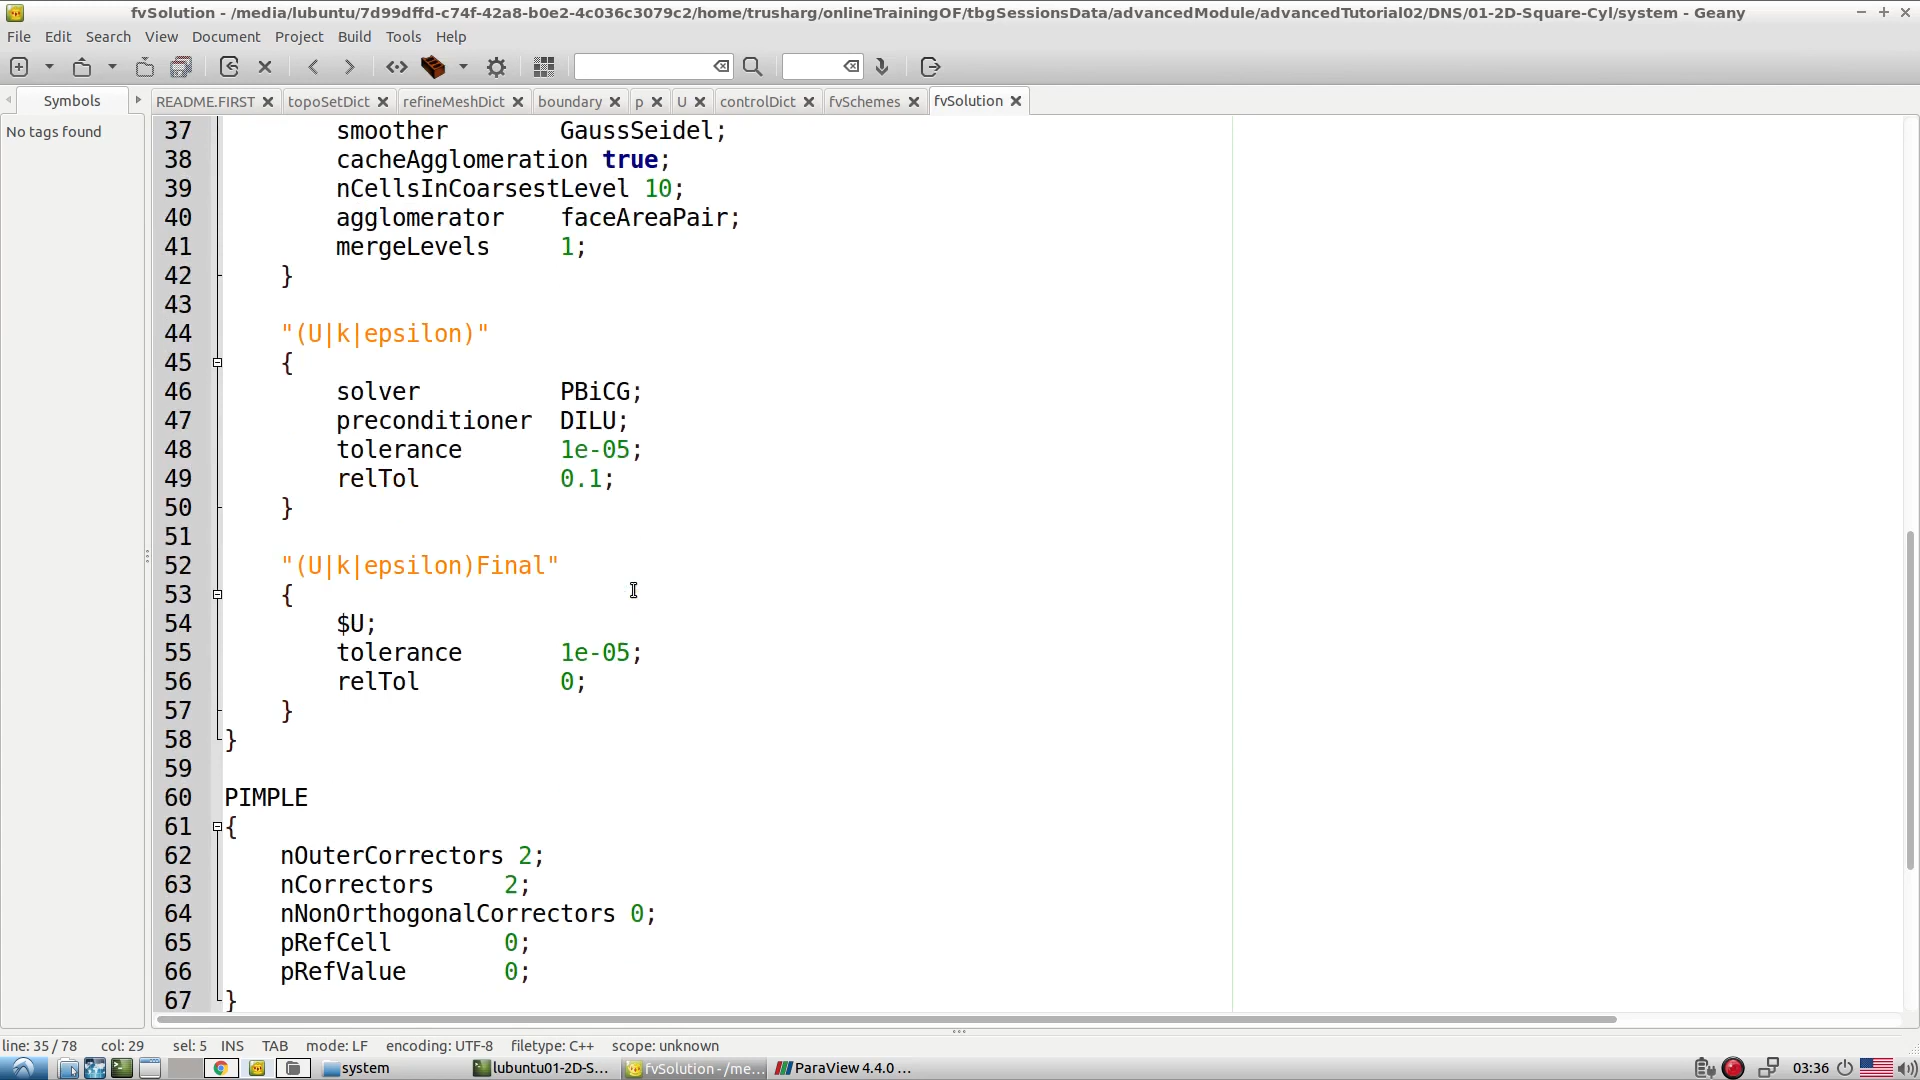 fvSolution - /media/lubuntu/7d99dffd-c74f-42a8-b0e2-4c036c3079c2/home/trusharg/onlineTrainingOF/tbgSessionsData/advancedModule/advancedTutorial02/DNS/01-2D-Square-Cyl/system - Geany
File Edit Search View Document Project Build Tools Help
Symbols README.FIRST topoSetDict refineMeshDict boundary p U controlDict fvSchemes fvSolution
No tags found
37 smoother GaussSeidel;
38 cacheAgglomeration true;
39 nCellsInCoarsestLevel 10;
40 agglomerator faceAreaPair;
41 mergeLevels 1;
42 }
43
44 "(U|k|epsilon)"
45 {
46 solver PBiCG;
47 preconditioner DILU;
48 tolerance 1e-05;
49 relTol 0.1;
50 }
51
52 "(U|k|epsilon)Final"
53 {
54 $U;
55 tolerance 1e-05;
56 relTol 0;
57 }
58 }
59
60 PIMPLE
61 {
62 nOuterCorrectors 2;
63 nCorrectors 2;
64 nNonOrthogonalCorrectors 0;
65 pRefCell 0;
66 pRefValue 0;
67 }
line: 35 / 78 col: 29 sel: 5 INS TAB mode: LF encoding: UTF-8 filetype: C++ scope: unknown
system lubuntu01-2D-S... fvSolution - /me... ParaView 4.4.0 ... 03:36